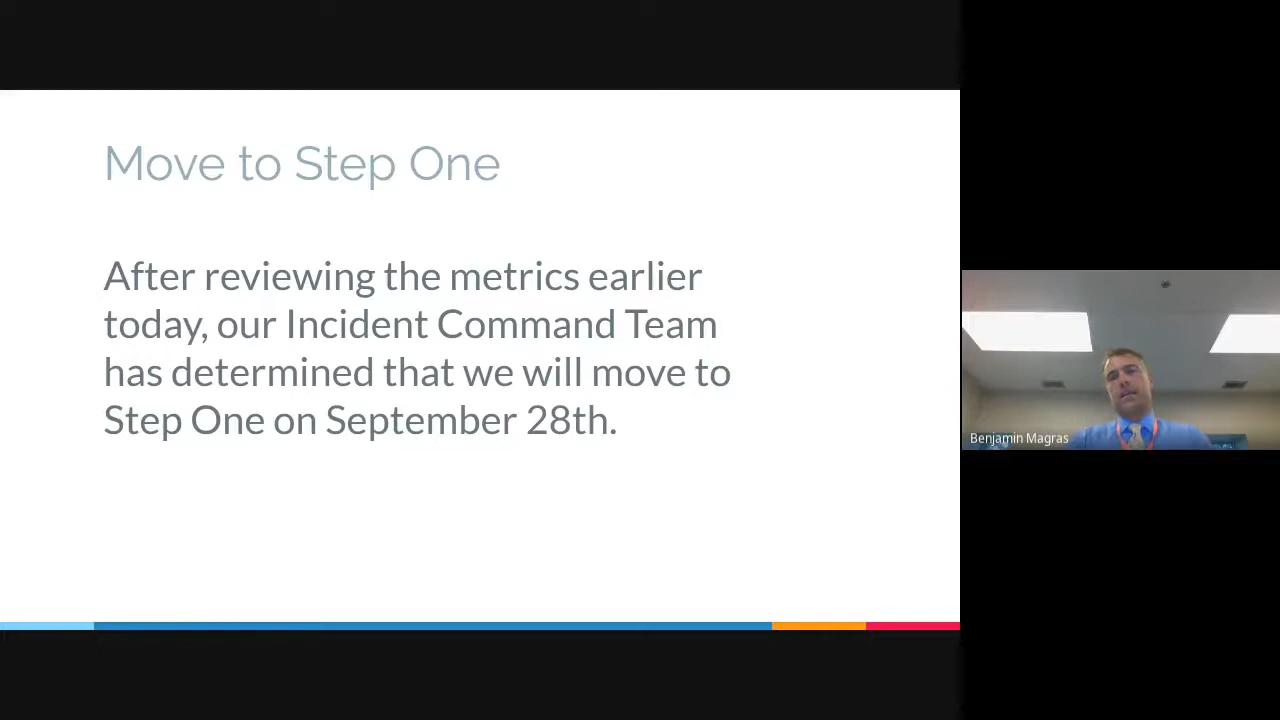 Move to Step One
After reviewing the metrics earlier
today, our Incident Command Team
has determined that we will move to
Step One on September 28th.
Benjamin Magras